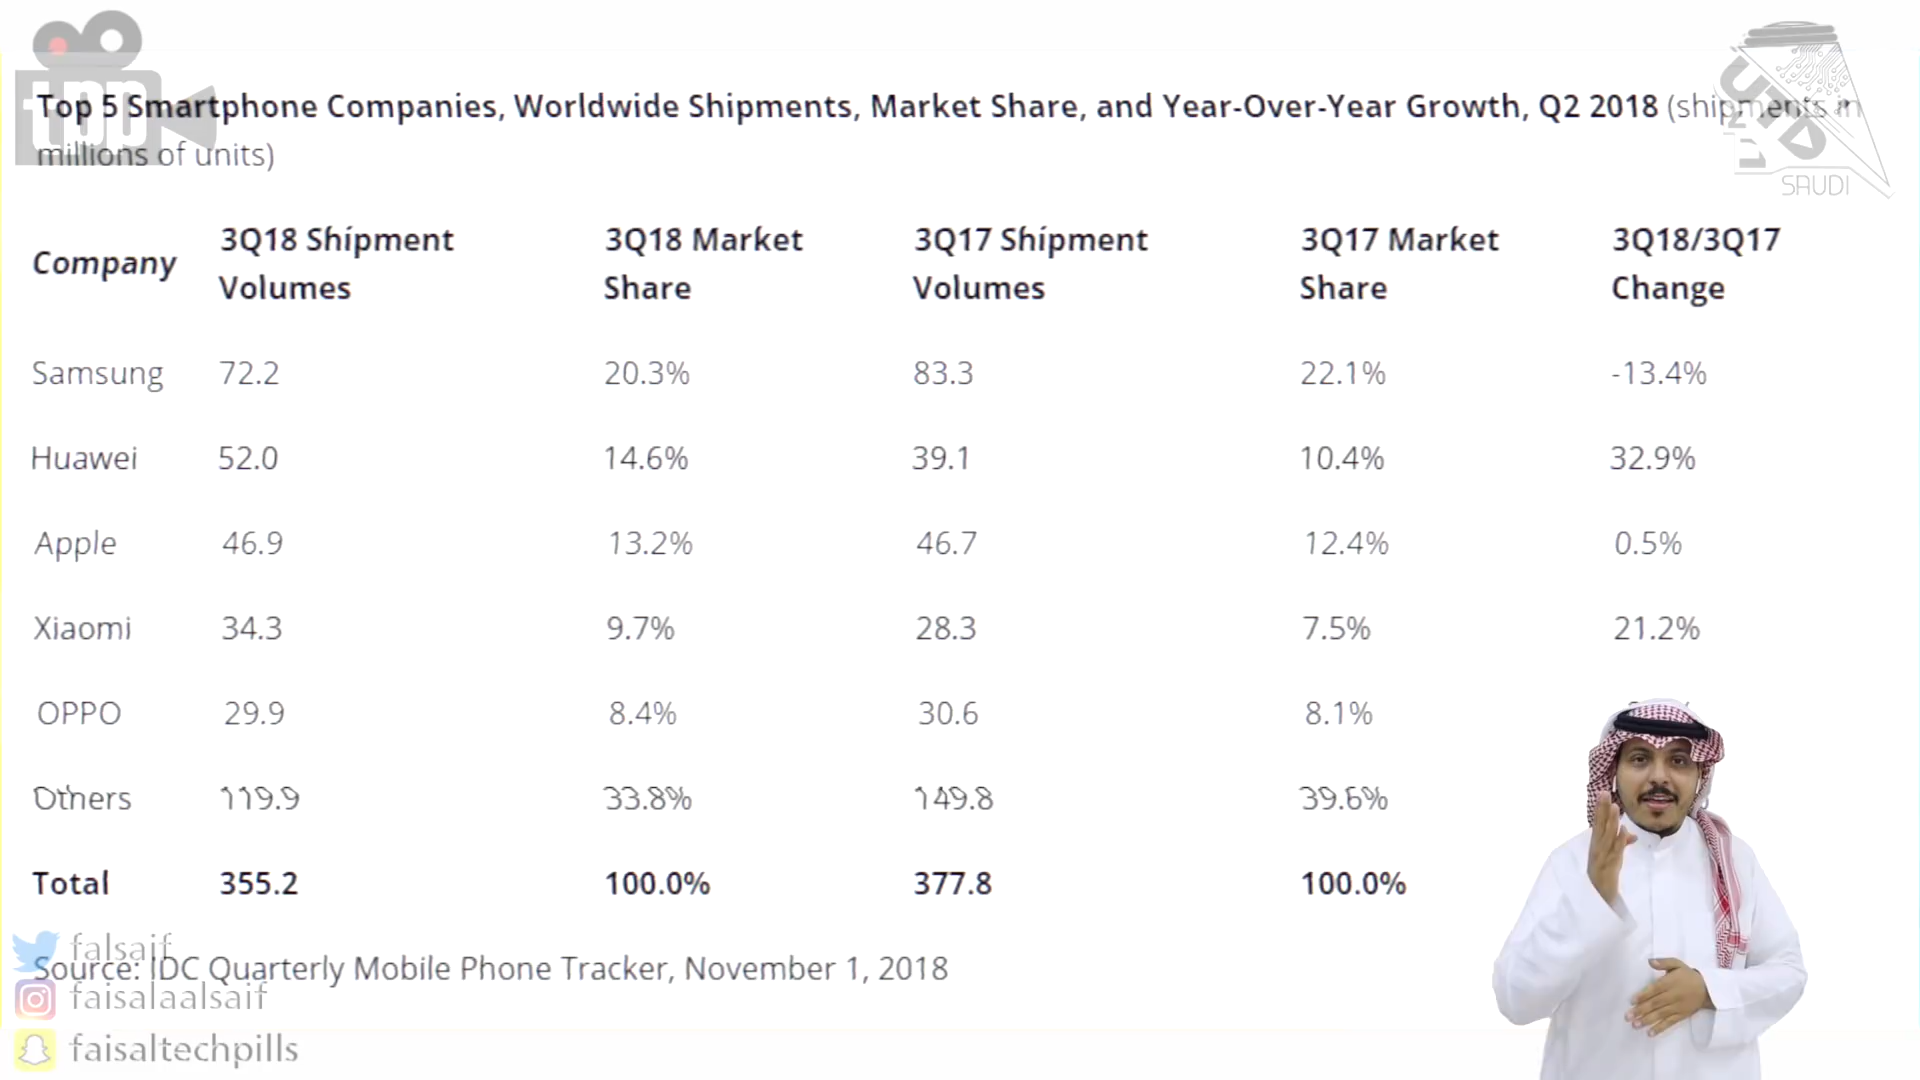 tpp
Top 5 Smartphone Companies, Worldwide Shipments, Market Share, and Year-Over-Year Growth, Q2 2018 (shipments in
millions of units)
UTD
SAUDI
Company 3Q18 Shipment Volumes 3Q18 Market Share 3Q17 Shipment Volumes 3Q17 Market Share 3Q18/3Q17 Change
Samsung 72.2 20.3% 83.3 22.1% -13.4%
Huawei 52.0 14.6% 39.1 10.4% 32.9%
Apple 46.9 13.2% 46.7 12.4% 0.5%
Xiaomi 34.3 9.7% 28.3 7.5% 21.2%
OPPO 29.9 8.4% 30.6 8.1%
Others 119.9 33.8% 149.8 39.6%
Total 355.2 100.0% 377.8 100.0%
falsaif
Source: IDC Quarterly Mobile Phone Tracker, November 1, 2018
faisalaalsaif
faisaltechpills